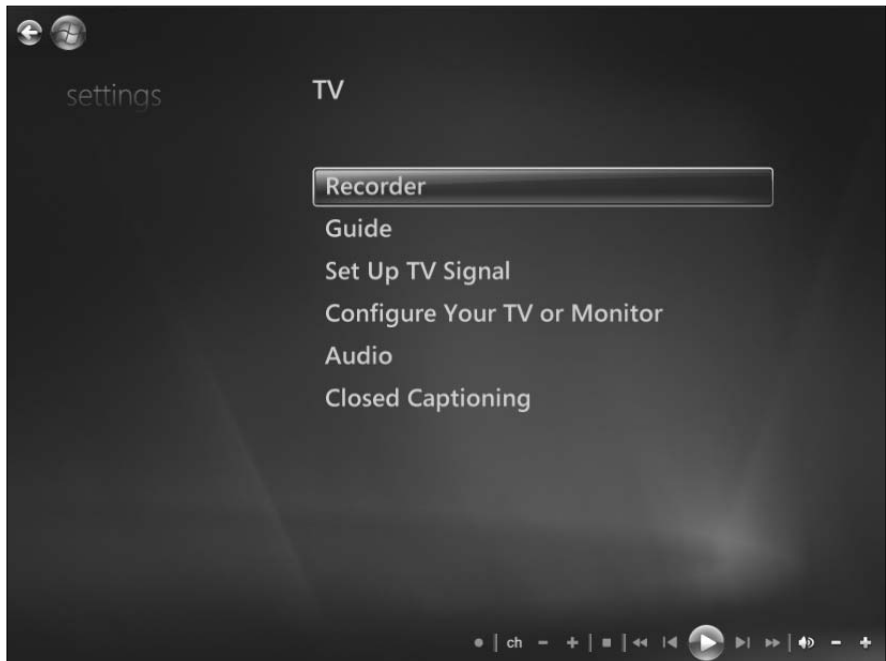 settings
TV
Recorder
Guide
Set Up TV Signal
Configure Your TV or Monitor
Audio
Closed Captioning
ch